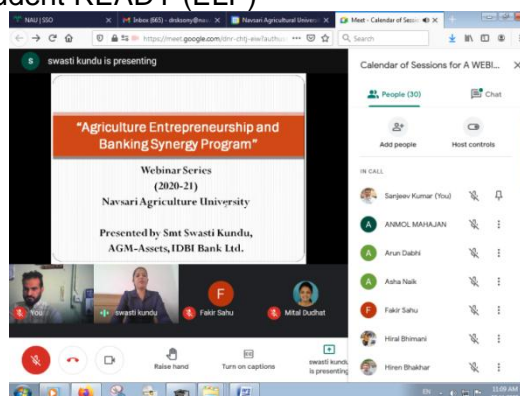 udent READY (ELP)
NAU | SSO
Inbox (665) - drsksony@nau
Navsari Agricultural Universi
Meet - Calendar of Sessio
https://meet.google.com/dnr-chtj-ew?authus
Search
s swasti kundu is presenting
"Agriculture Entrepreneurship and
Banking Synergy Program"
Webinar Series
(2020-21)
Navsari Agriculture University
Presented by Smt Swasti Kundu,
AGM-Assets, IDBI Bank Ltd.
You
swasti kundu
F
Fakir Sahu
Mital Dudhat
Raise hand
Turn on captions
swasti kundu
is presenting
Calendar of Sessions for A WEBI...
People (30)
Chat
Add people
Host controls
IN CALL
Sanjeev Kumar (You)
A ANMOL MAHAJAN
A Arun Dabhi
A Asha Naik
F Fakir Sahu
Hiral Bhimani
Hiren Bhakhar
EN
11:09 AM